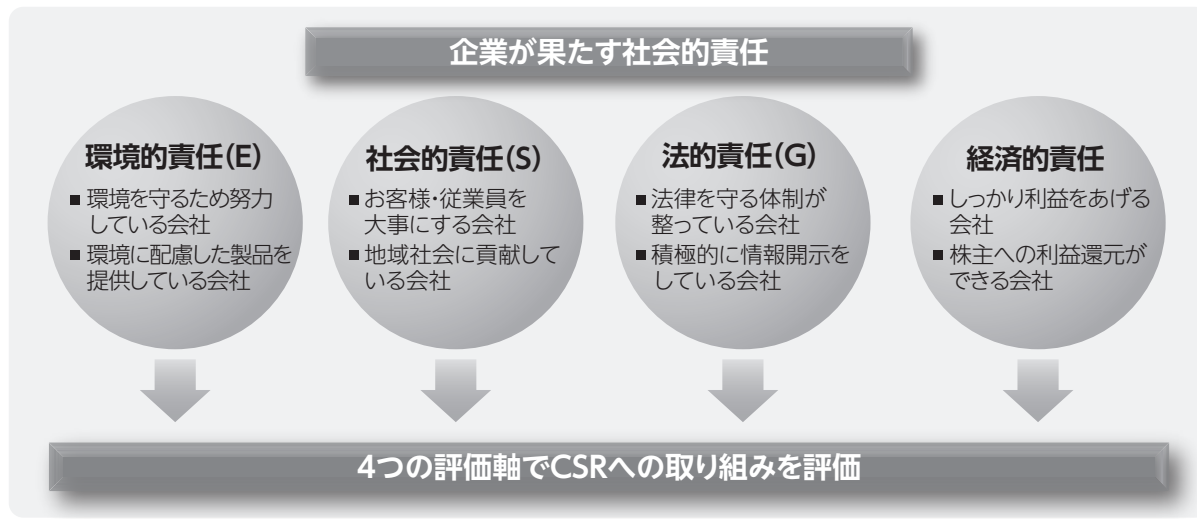 企業が果たす社会的責任
環境的責任(E)
■ 環境を守るため努力
している会社
■ 環境に配慮した製品を
提供している会社
社会的責任(S)
■ お客様・従業員を
大事にする会社
■ 地域社会に貢献して
いる会社
法的責任(G)
■ 法律を守る体制が
整っている会社
■ 積極的に情報開示を
している会社
経済的責任
■ しっかり利益をあげる
会社
■ 株主への利益還元が
できる会社
4つの評価軸でCSRへの取り組みを評価